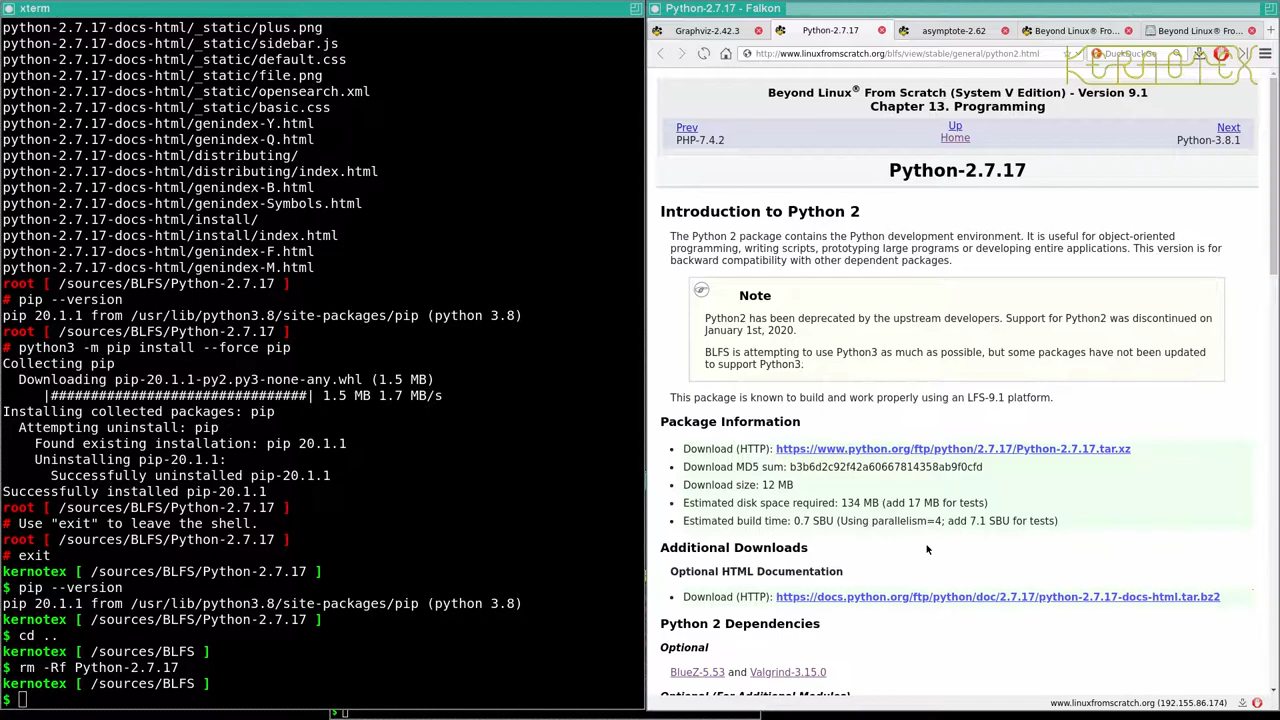 xterm
python-2.7.17-docs-html/_static/plus.png
python-2.7.17-docs-html/_static/sidebar.js
python-2.7.17-docs-html/_static/default.css
python-2.7.17-docs-html/_static/file.png
python-2.7.17-docs-html/_static/opensearch.xml
python-2.7.17-docs-html/_static/basic.css
python-2.7.17-docs-html/genindex-Y.html
python-2.7.17-docs-html/genindex-Q.html
python-2.7.17-docs-html/distributing/
python-2.7.17-docs-html/distributing/index.html
python-2.7.17-docs-html/genindex-B.html
python-2.7.17-docs-html/genindex-Symbols.html
python-2.7.17-docs-html/install/
python-2.7.17-docs-html/install/index.html
python-2.7.17-docs-html/genindex-F.html
python-2.7.17-docs-html/genindex-M.html
root [ /sources/BLFS/Python-2.7.17 ]
# pip --version
pip 20.1.1 from /usr/lib/python3.8/site-packages/pip (python 3.8)
root [ /sources/BLFS/Python-2.7.17 ]
# python3 -m pip install --force pip
Collecting pip
  Downloading pip-20.1.1-py2.py3-none-any.whl (1.5 MB)
     |################################| 1.5 MB 1.7 MB/s
Installing collected packages: pip
  Attempting uninstall: pip
    Found existing installation: pip 20.1.1
    Uninstalling pip-20.1.1:
      Successfully uninstalled pip-20.1.1
Successfully installed pip-20.1.1
root [ /sources/BLFS/Python-2.7.17 ]
# Use "exit" to leave the shell.
root [ /sources/BLFS/Python-2.7.17 ]
# exit
kernotex [ /sources/BLFS/Python-2.7.17 ]
$ pip --version
pip 20.1.1 from /usr/lib/python3.8/site-packages/pip (python 3.8)
kernotex [ /sources/BLFS/Python-2.7.17 ]
$ cd ..
kernotex [ /sources/BLFS ]
$ rm -Rf Python-2.7.17
kernotex [ /sources/BLFS ]
$
$
Python-2.7.17 - Falkon
Graphviz-2.42.3
Python-2.7.17
asymptote-2.62
Beyond Linux® Fro...
Beyond Linux® Fro...
http://www.linuxfromscratch.org/blfs/view/stable/general/python2.html
DuckDuckGo
KERNOTEX
Beyond Linux® From Scratch (System V Edition) - Version 9.1
Chapter 13. Programming
Prev Up Next
PHP-7.4.2 Home Python-3.8.1
Python-2.7.17
Introduction to Python 2
The Python 2 package contains the Python development environment. It is useful for object-oriented
programming, writing scripts, prototyping large programs or developing entire applications. This version is for
backward compatibility with other dependent packages.
Note
Python2 has been deprecated by the upstream developers. Support for Python2 was discontinued on
January 1st, 2020.
BLFS is attempting to use Python3 as much as possible, but some packages have not been updated
to support Python3.
This package is known to build and work properly using an LFS-9.1 platform.
Package Information
Download (HTTP): https://www.python.org/ftp/python/2.7.17/Python-2.7.17.tar.xz
Download MD5 sum: b3b6d2c92f42a60667814358ab9f0cfd
Download size: 12 MB
Estimated disk space required: 134 MB (add 17 MB for tests)
Estimated build time: 0.7 SBU (Using parallelism=4; add 7.1 SBU for tests)
Additional Downloads
Optional HTML Documentation
Download (HTTP): https://docs.python.org/ftp/python/doc/2.7.17/python-2.7.17-docs-html.tar.bz2
Python 2 Dependencies
Optional
BlueZ-5.53 and Valgrind-3.15.0
Optional (For Additional Modules)
www.linuxfromscratch.org (192.155.86.174)